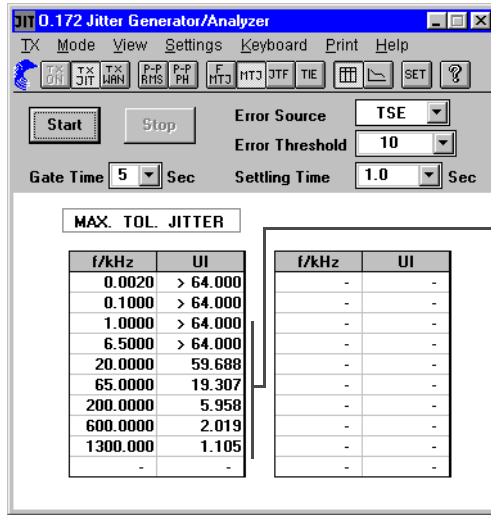 JIT O.172 Jitter Generator/Analyzer
TX Mode View Settings Keyboard Print Help
TX ON TX JIT TX WAN P-P RMS P-P PH F MTJ MTJ JTF TIE SET ?
Start Stop Error Source TSE
Error Threshold 10
Gate Time 5 Sec Settling Time 1.0 Sec
MAX. TOL. JITTER
f/kHz UI f/kHz UI
0.0020 > 64.000 - -
0.1000 > 64.000 - -
1.0000 > 64.000 - -
6.5000 > 64.000 - -
20.0000 59.688 - -
65.0000 19.307 - -
200.0000 5.958 - -
600.0000 2.019 - -
1300.000 1.105 - -
- - - -